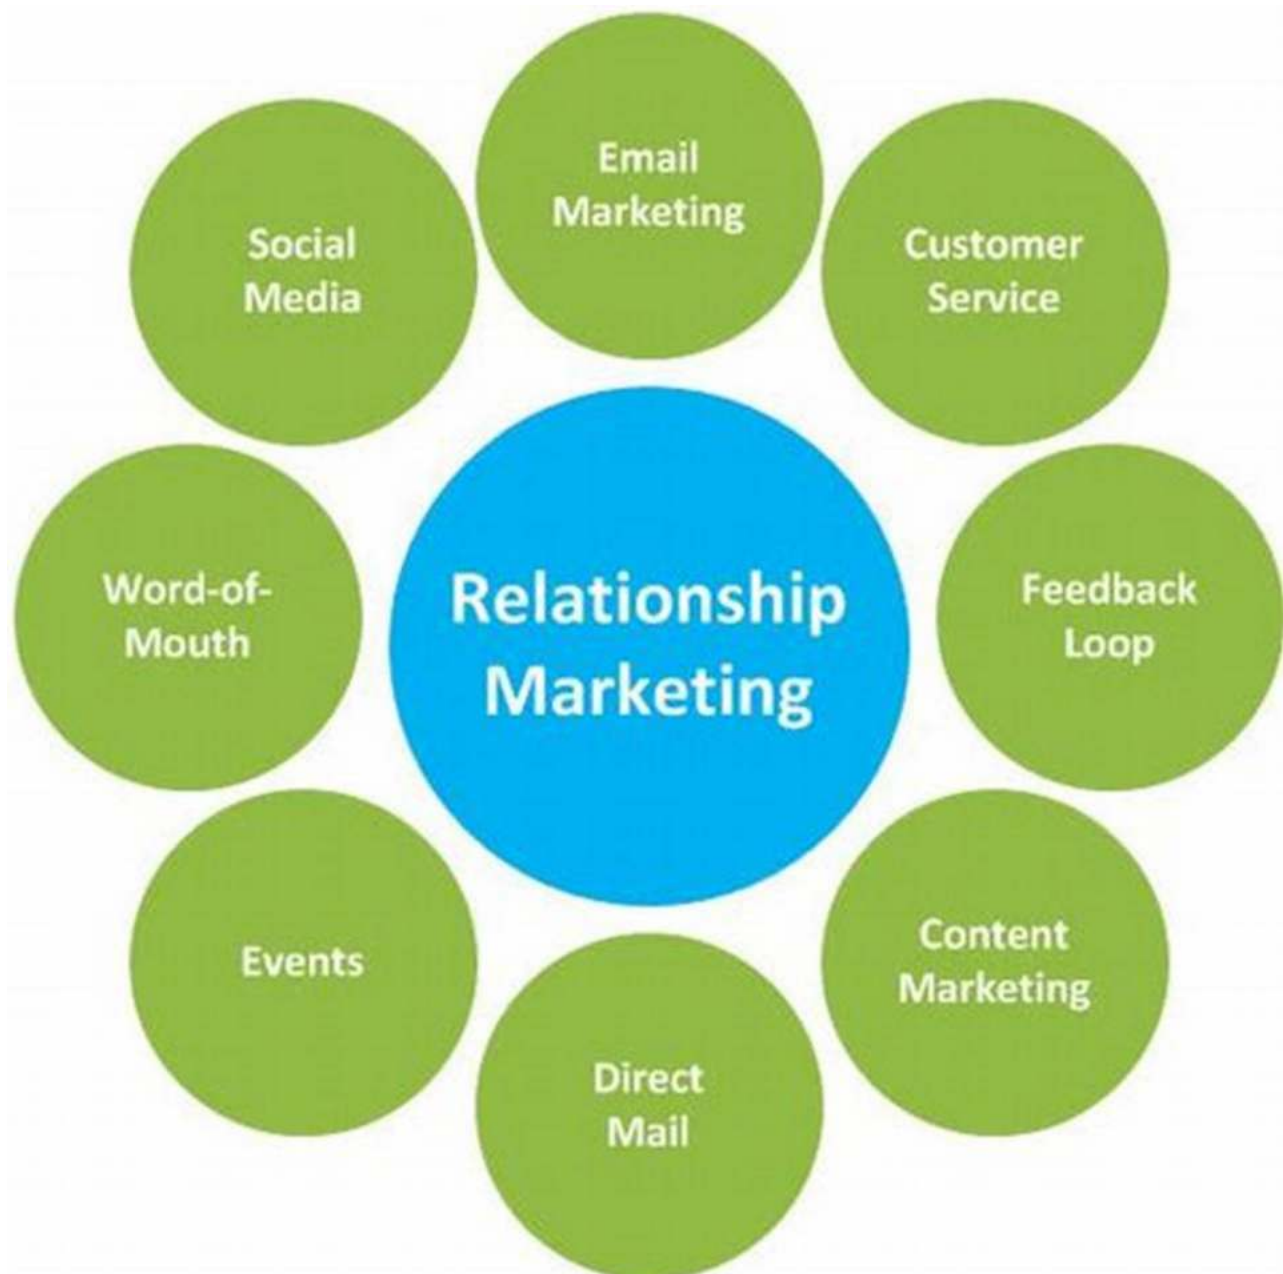 Email
Marketing
Social
Media
Customer
Service
Word-of-
Mouth
Relationship
Marketing
Feedback
Loop
Events
Content
Marketing
Direct
Mail